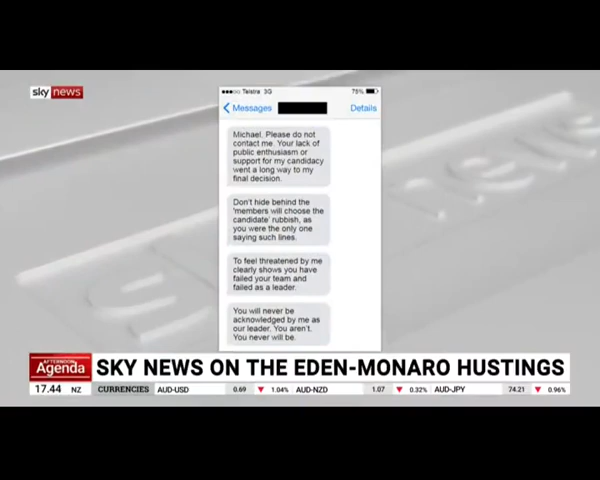 sky news
Telstra 3G 75%
Messages Details
Michael. Please do not
contact me. Your lack of
public enthusiasm or
support for my candidacy
went a long way to my
final decision.
Don't hide behind the
'members will choose the
candidate' rubbish, as
you were the only one
saying such lines.
To feel threatened by me
clearly shows you have
failed your team and
failed as a leader.
You will never be
acknowledged by me as
our leader. You aren't.
You never will be.
AFTERNOON
Agenda
SKY NEWS ON THE EDEN-MONARO HUSTINGS
17.44 NZ CURRENCIES AUD-USD 0.69 ▼ 1.04% AUD-NZD 1.07 ▼ 0.32% AUD-JPY 74.21 ▼ 0.96%